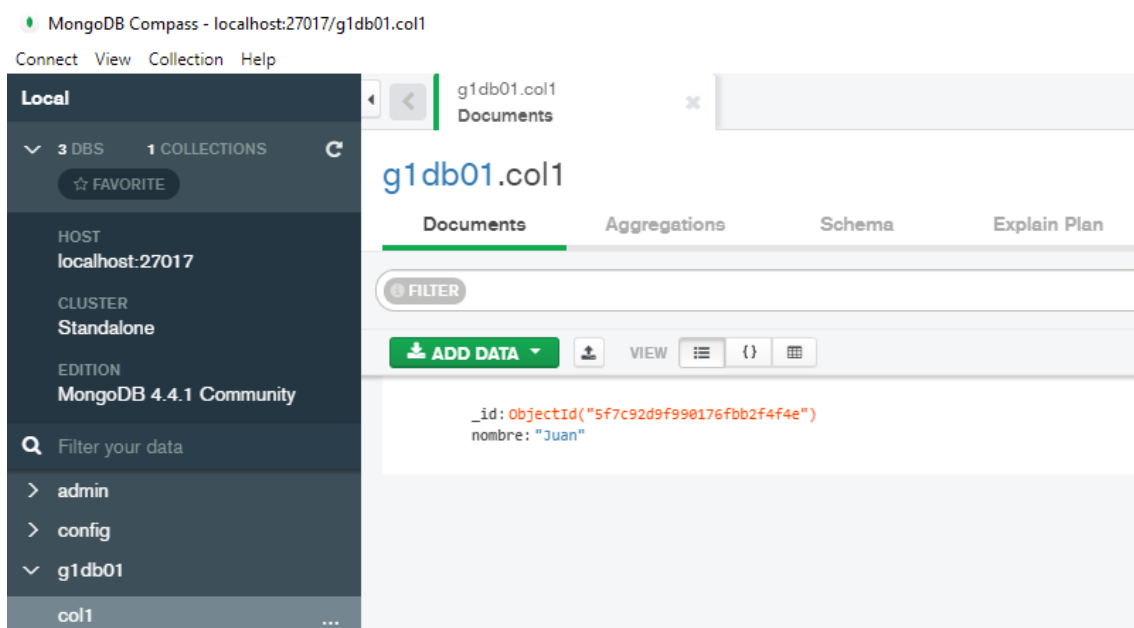 MongoDB Compass - localhost:27017/g1db01.col1
Connect View Collection Help
Local
3 DBS 1 COLLECTIONS
FAVORITE
HOST
localhost:27017
CLUSTER
Standalone
EDITION
MongoDB 4.4.1 Community
Filter your data
admin
config
g1db01
col1
...
g1db01.col1
Documents
g1db01.col1
Documents Aggregations Schema Explain Plan
FILTER
ADD DATA VIEW {}
_id:ObjectId("5f7c92d9f990176fbb2f4f4e")
nombre:"Juan"